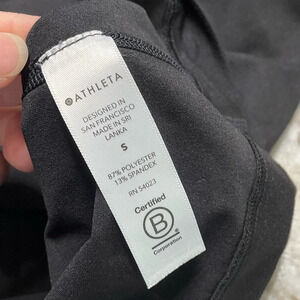 ATHLETA
DESIGNED IN
SAN FRANCISCO
MADE IN SRI
LANKA
S
87% POLYESTER
13% SPANDEX
RN 54023
Certified
B
Corporation